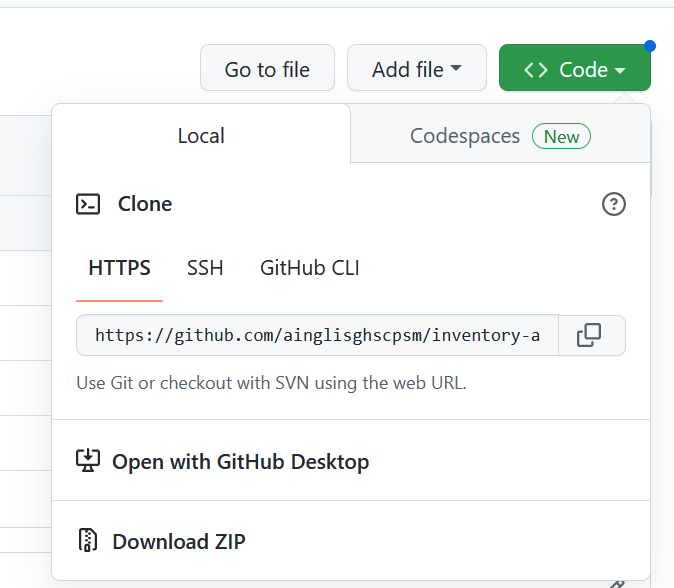 Go to file Add file Code
Local Codespaces New
Clone
HTTPS SSH GitHub CLI
https://github.com/ainglisghscpsm/inventory-a
Use Git or checkout with SVN using the web URL.
Open with GitHub Desktop
Download ZIP